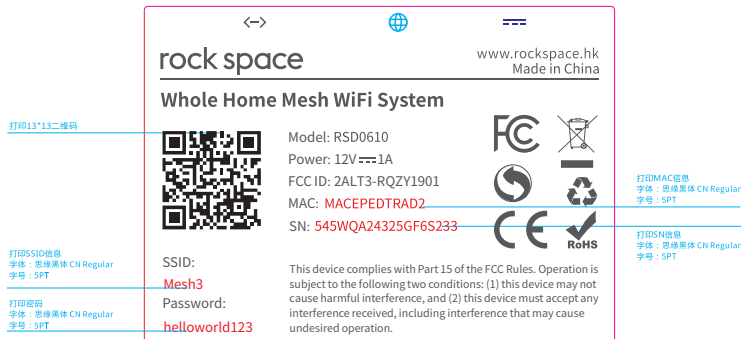 rock space
www.rockspace.hk
Made in China
Whole Home Mesh WiFi System
打印13*13二维码
Model: RSD0610
Power: 12V⎓1A
FCC ID: 2ALT3-RQZY1901
MAC: MACEPEDTRAD2
SN: 545WQA24325GF6S233
FC
CE
RoHS
打印MAC信息
字体：思缘黑体 CN Regular
字号：5PT
打印SN信息
字体：思缘黑体 CN Regular
字号：5PT
打印SSID信息
字体：思缘黑体 CN Regular
字号：5PT
SSID:
Mesh3
打印密码
字体：思缘黑体 CN Regular
字号：5PT
Password:
helloworld123
This device complies with Part 15 of the FCC Rules. Operation is
subject to the following two conditions: (1) this device may not
cause harmful interference, and (2) this device must accept any
interference received, including interference that may cause
undesired operation.